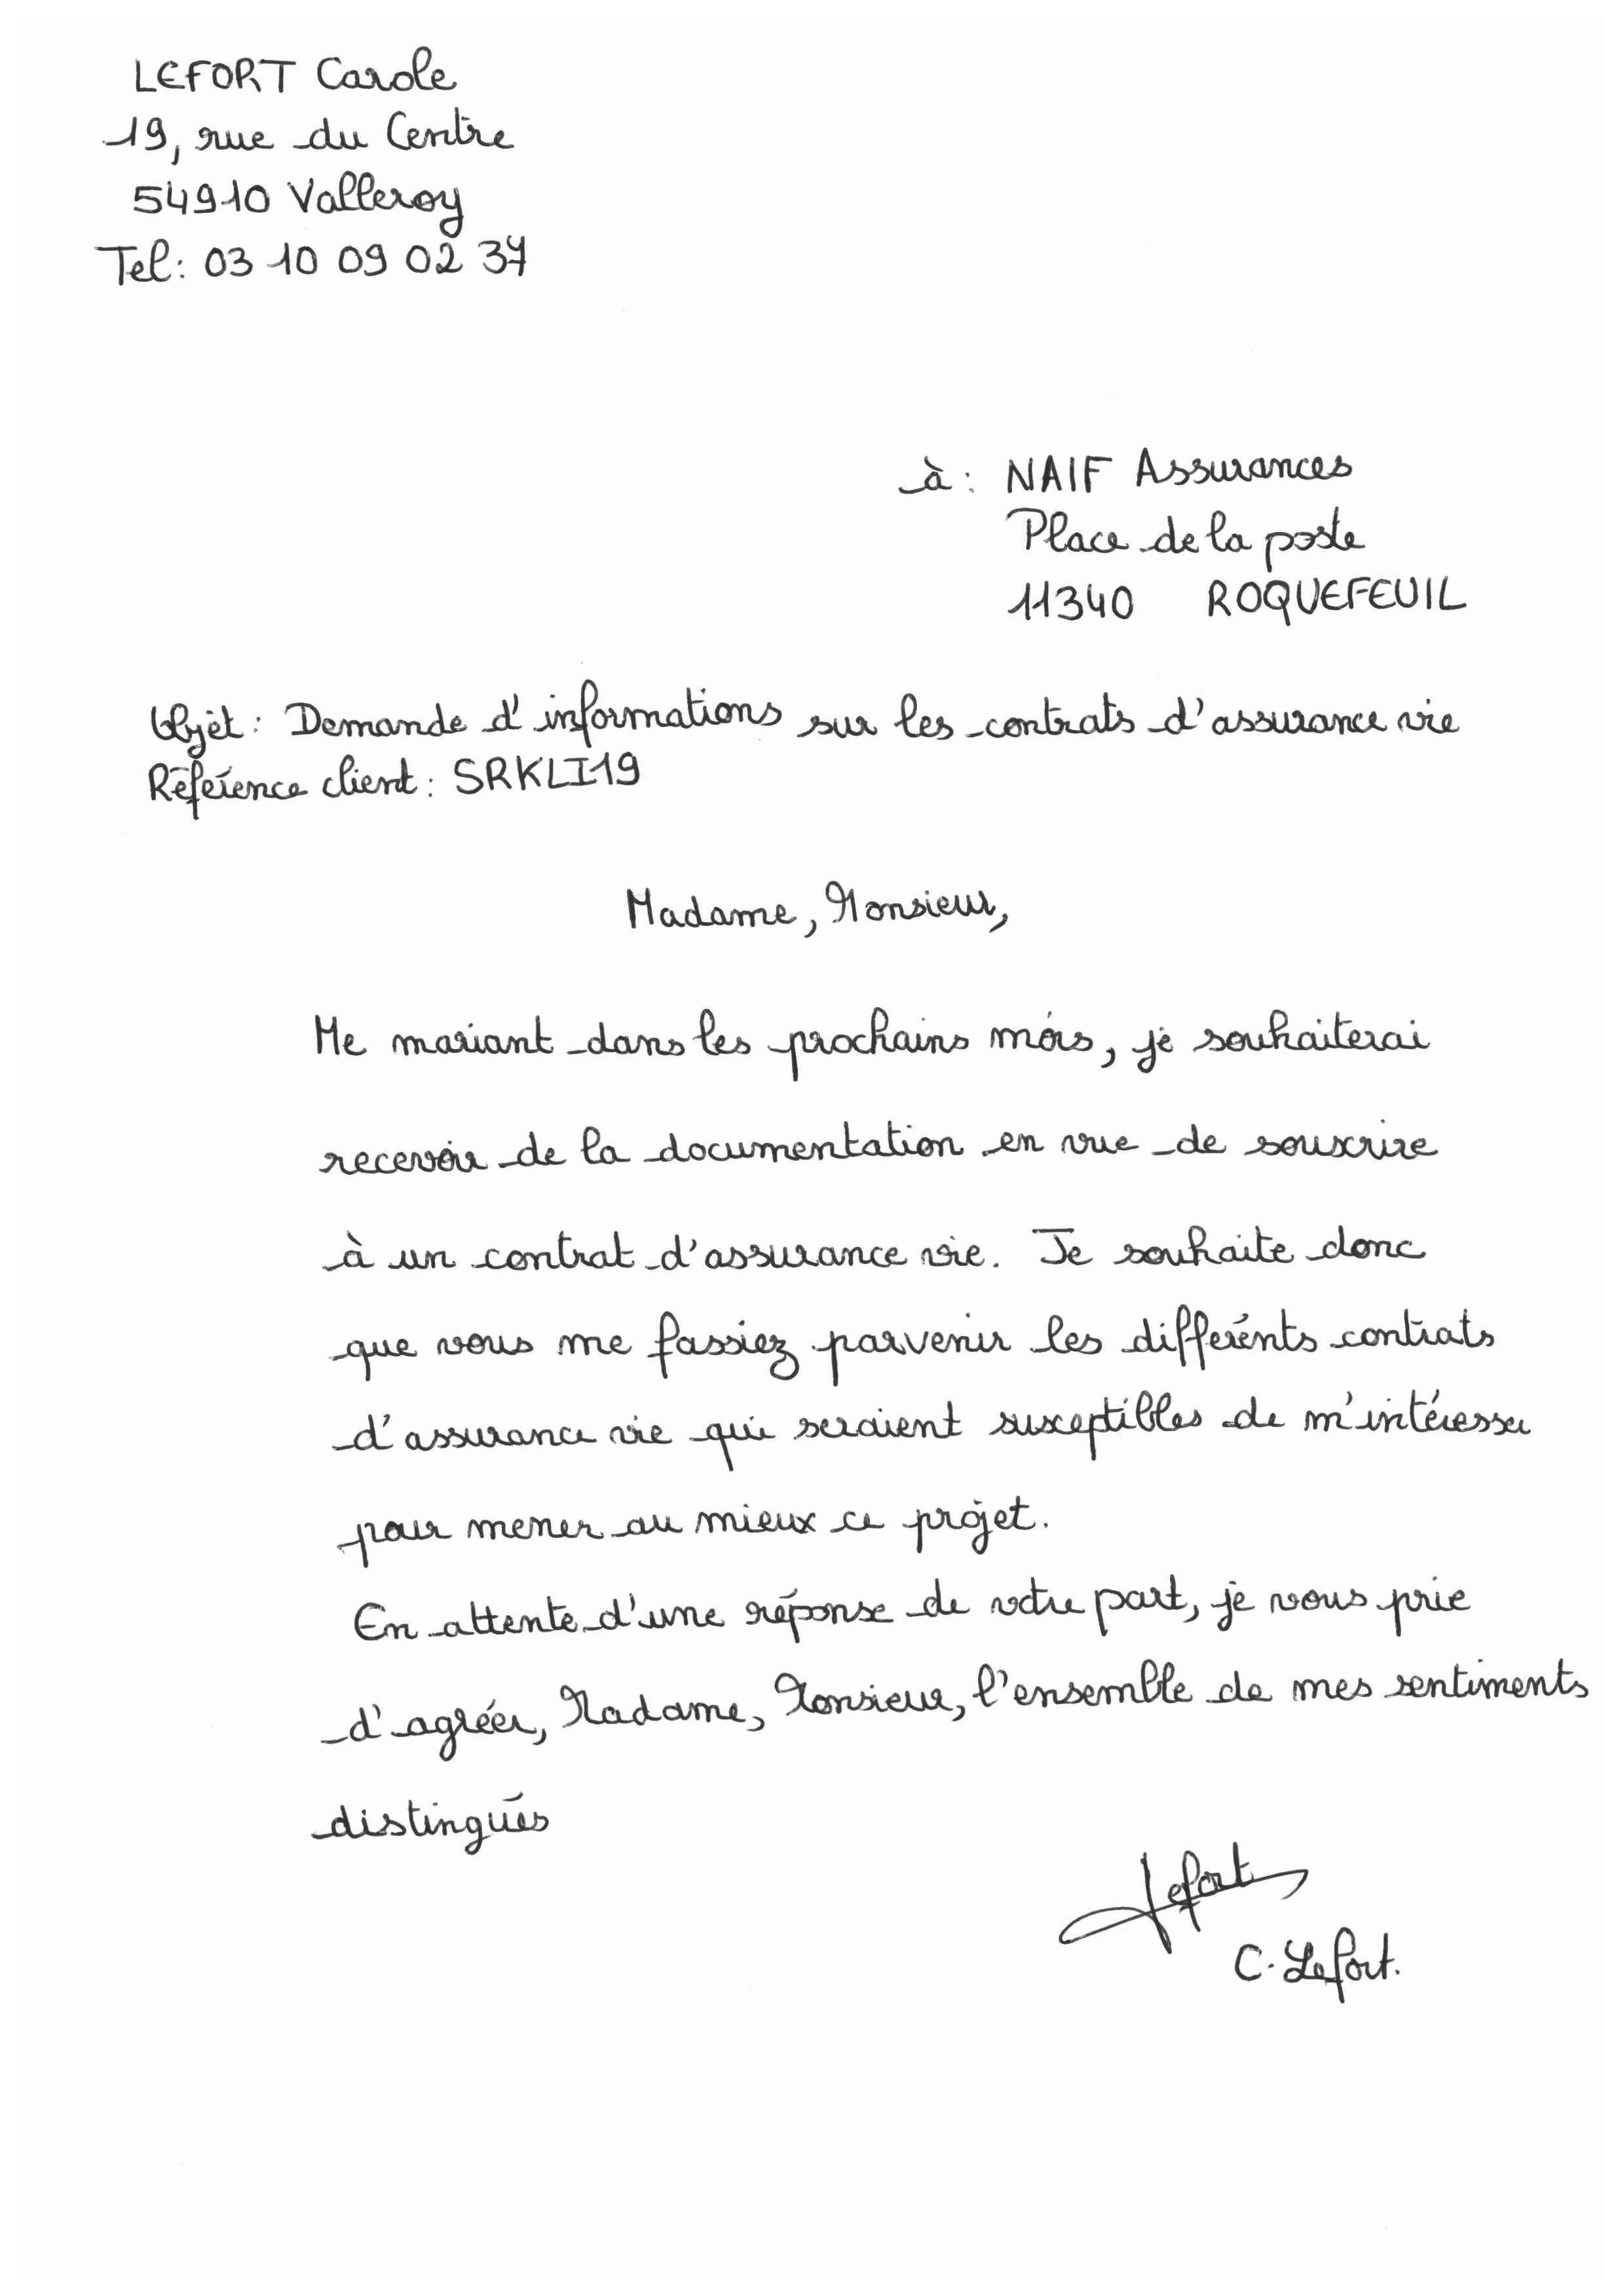 LEFORT Carole
19, rue du Centre
54910 Valleroy
Tel: 03 10 09 02 37
à: NAIF Assurances
Place de la poste
11340 ROQUEFEUIL
Objet: Demande d'informations sur les contrats d'assurance vie
Référence client: SRKLI19
Madame, Monsieur,
Me mariant dans les prochains mois, je souhaiterai
recevoir de la documentation en vue de souscrire
à un contrat d'assurance vie. Je souhaite donc
que vous me fassiez parvenir les différents contrats
d'assurance vie qui seraient susceptibles de m'intéresser
pour mener au mieux ce projet.
En attente d'une réponse de votre part, je vous prie
d'agréer, Madame, Monsieur, l'ensemble de mes sentiments
distingués
Lefort
C. Lefort.